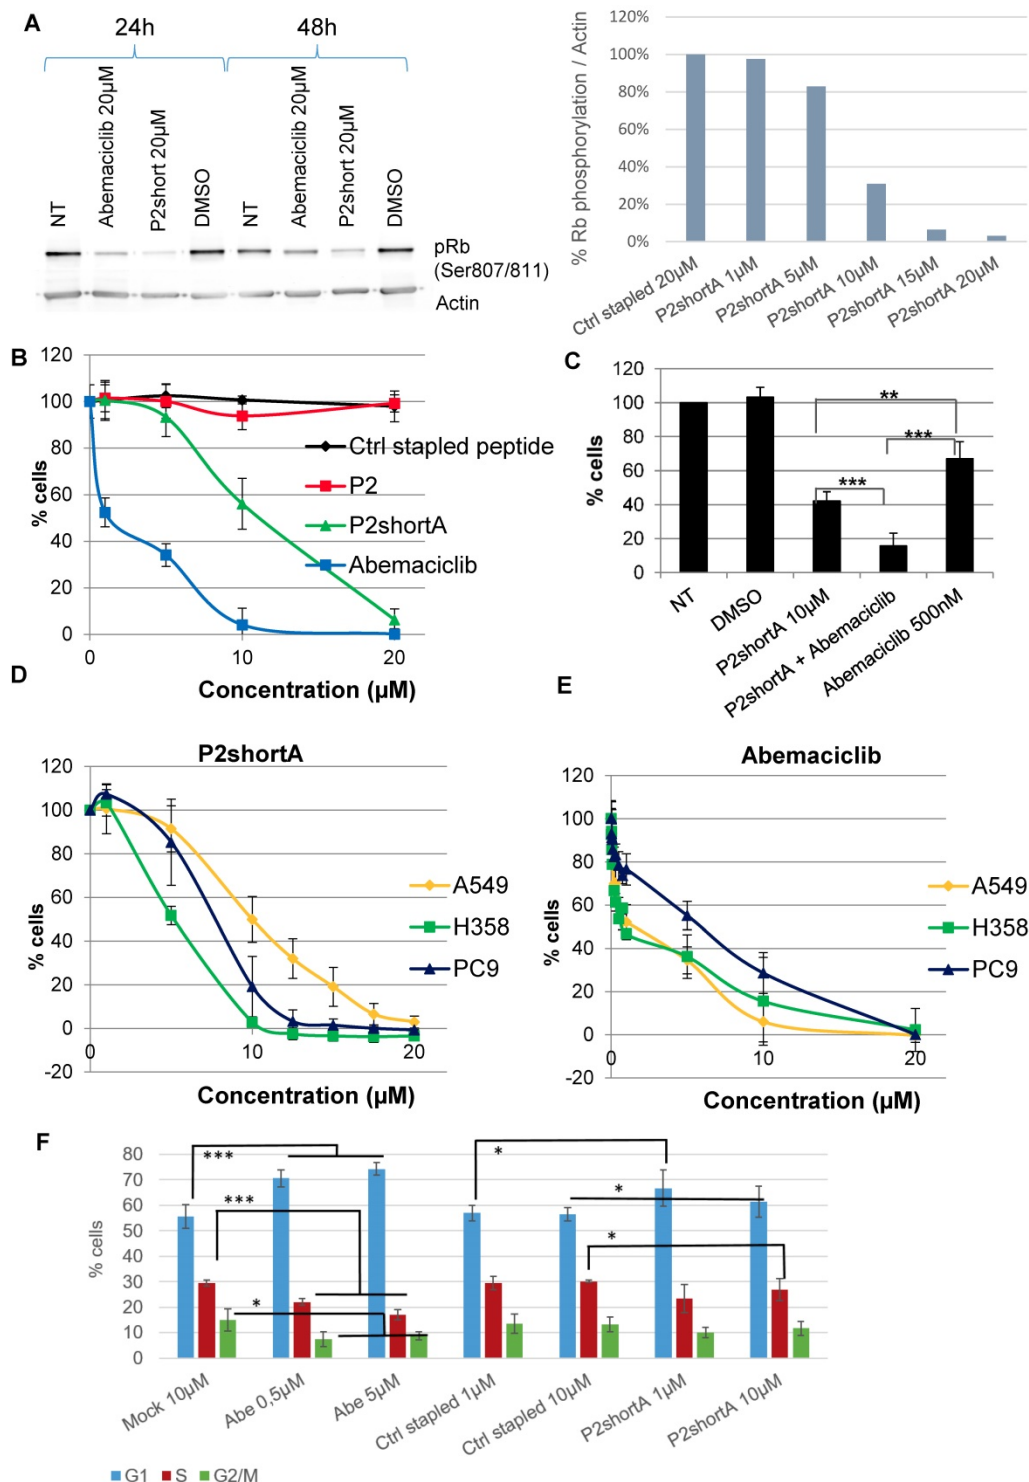 A
24h
48h
NT
Abemaciclib 20µM
P2short 20µM
DMSO
NT
Abemaciclib 20µM
P2short 20µM
DMSO
pRb
(Ser807/811)
Actin
% Rb phosphorylation / Actin
120%
100%
80%
60%
40%
20%
0%
Ctrl stapled 20µM
P2shortA 1µM
P2shortA 5µM
P2shortA 10µM
P2shortA 15µM
P2shortA 20µM
B
% cells
120
100
80
60
40
20
0
0
10
20
Concentration (µM)
Ctrl stapled peptide
P2
P2shortA
Abemaciclib
C
% cells
120
100
80
60
40
20
0
**
***
***
NT
DMSO
P2shortA 10µM
P2shortA + Abemaciclib
Abemaciclib 500nM
D
P2shortA
% cells
120
100
80
60
40
20
0
-20
0
10
20
Concentration (µM)
A549
H358
PC9
E
Abemaciclib
% cells
120
100
80
60
40
20
0
-20
0
10
20
Concentration (µM)
A549
H358
PC9
F
% cells
80
70
60
50
40
30
20
10
0
***
***
*
*
*
*
Mock 10µM
Abe 0,5µM
Abe 5µM
Ctrl stapled 1µM
Ctrl stapled 10µM
P2shortA 1µM
P2shortA 10µM
G1 S G2/M